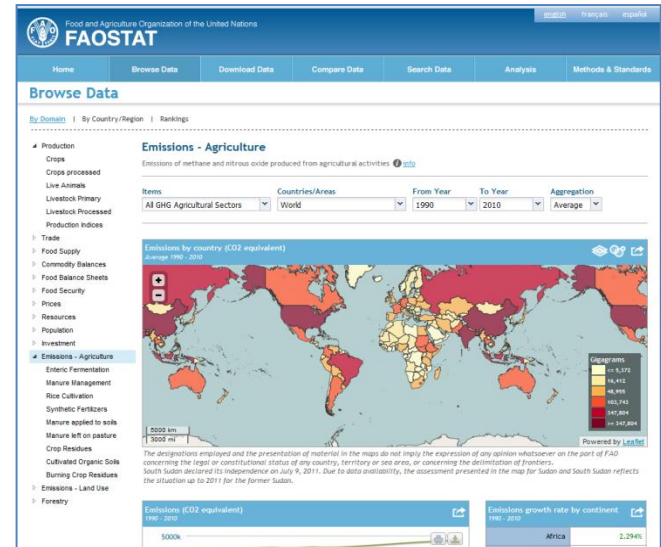 english français español
Food and Agriculture Organization of the United Nations
FAOSTAT
Home Browse Data Download Data Compare Data Search Data Analysis Methods & Standards
Browse Data
By Domain | By Country/Region | Rankings
Production
Crops
Crops processed
Live Animals
Livestock Primary
Livestock Processed
Production Indices
Trade
Food Supply
Commodity Balances
Food Balance Sheets
Food Security
Prices
Resources
Population
Investment
Emissions - Agriculture
Enteric Fermentation
Manure Management
Rice Cultivation
Synthetic Fertilizers
Manure applied to soils
Manure left on pasture
Crop Residues
Cultivated Organic Soils
Burning Crop Residues
Emissions - Land Use
Forestry
Emissions - Agriculture
Emissions of methane and nitrous oxide produced from agricultural activities info
Items Countries/Areas From Year To Year Aggregation
All GHG Agricultural Sectors World 1990 2010 Average
Emissions by country (CO2 equivalent)
Average 1990 - 2010
+
-
Gigagrams
<= 5,372
16,412
48,955
103,743
347,804
>= 347,804
5000 km
3000 mi
Powered by Leaflet
The designations employed and the presentation of material in the maps do not imply the expression of any opinion whatsoever on the part of FAO
concerning the legal or constitutional status of any country, territory or sea area, or concerning the delimitation of frontiers.
South Sudan declared its independence on July 9, 2011. Due to data availability, the assessment presented in the map for Sudan and South Sudan reflects
the situation up to 2011 for the former Sudan.
Emissions (CO2 equivalent)
1990 - 2010
5000k
Emissions growth rate by continent
1990 - 2010
Africa 2.294%